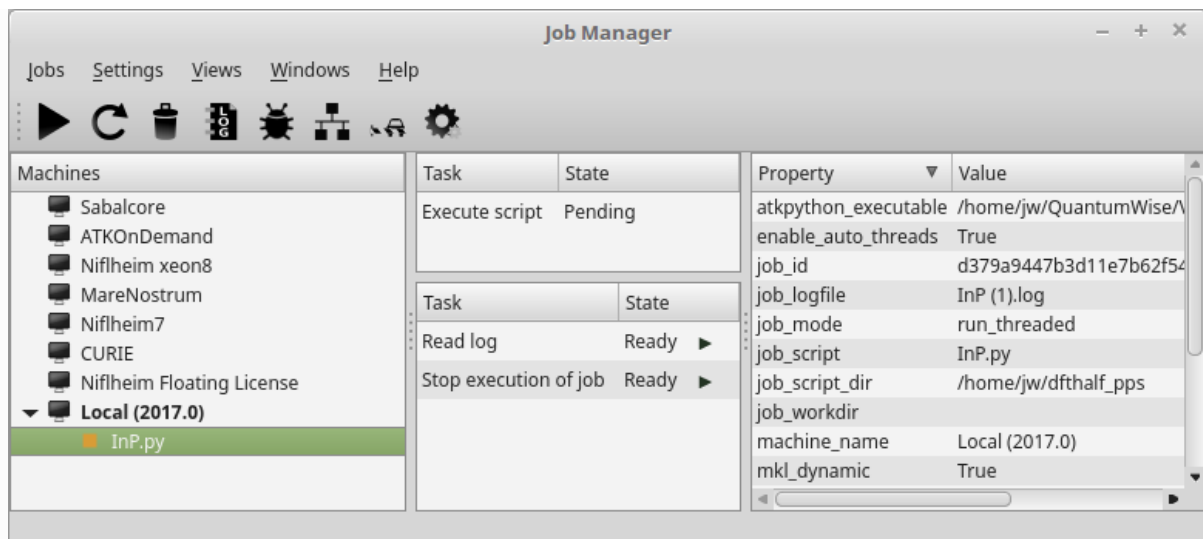 Job Manager
Jobs Settings Views Windows Help
LOG
Machines
Sabalcore
ATKOnDemand
Niflheim xeon8
MareNostrum
Niflheim7
CURIE
Niflheim Floating License
Local (2017.0)
InP.py
Task State
Execute script Pending
Task State
Read log Ready
Stop execution of job Ready
Property Value
atkpython_executable /home/jw/QuantumWise/
enable_auto_threads True
job_id d379a9447b3d11e7b62f54
job_logfile InP (1).log
job_mode run_threaded
job_script InP.py
job_script_dir /home/jw/dfthalf_pps
job_workdir
machine_name Local (2017.0)
mkl_dynamic True